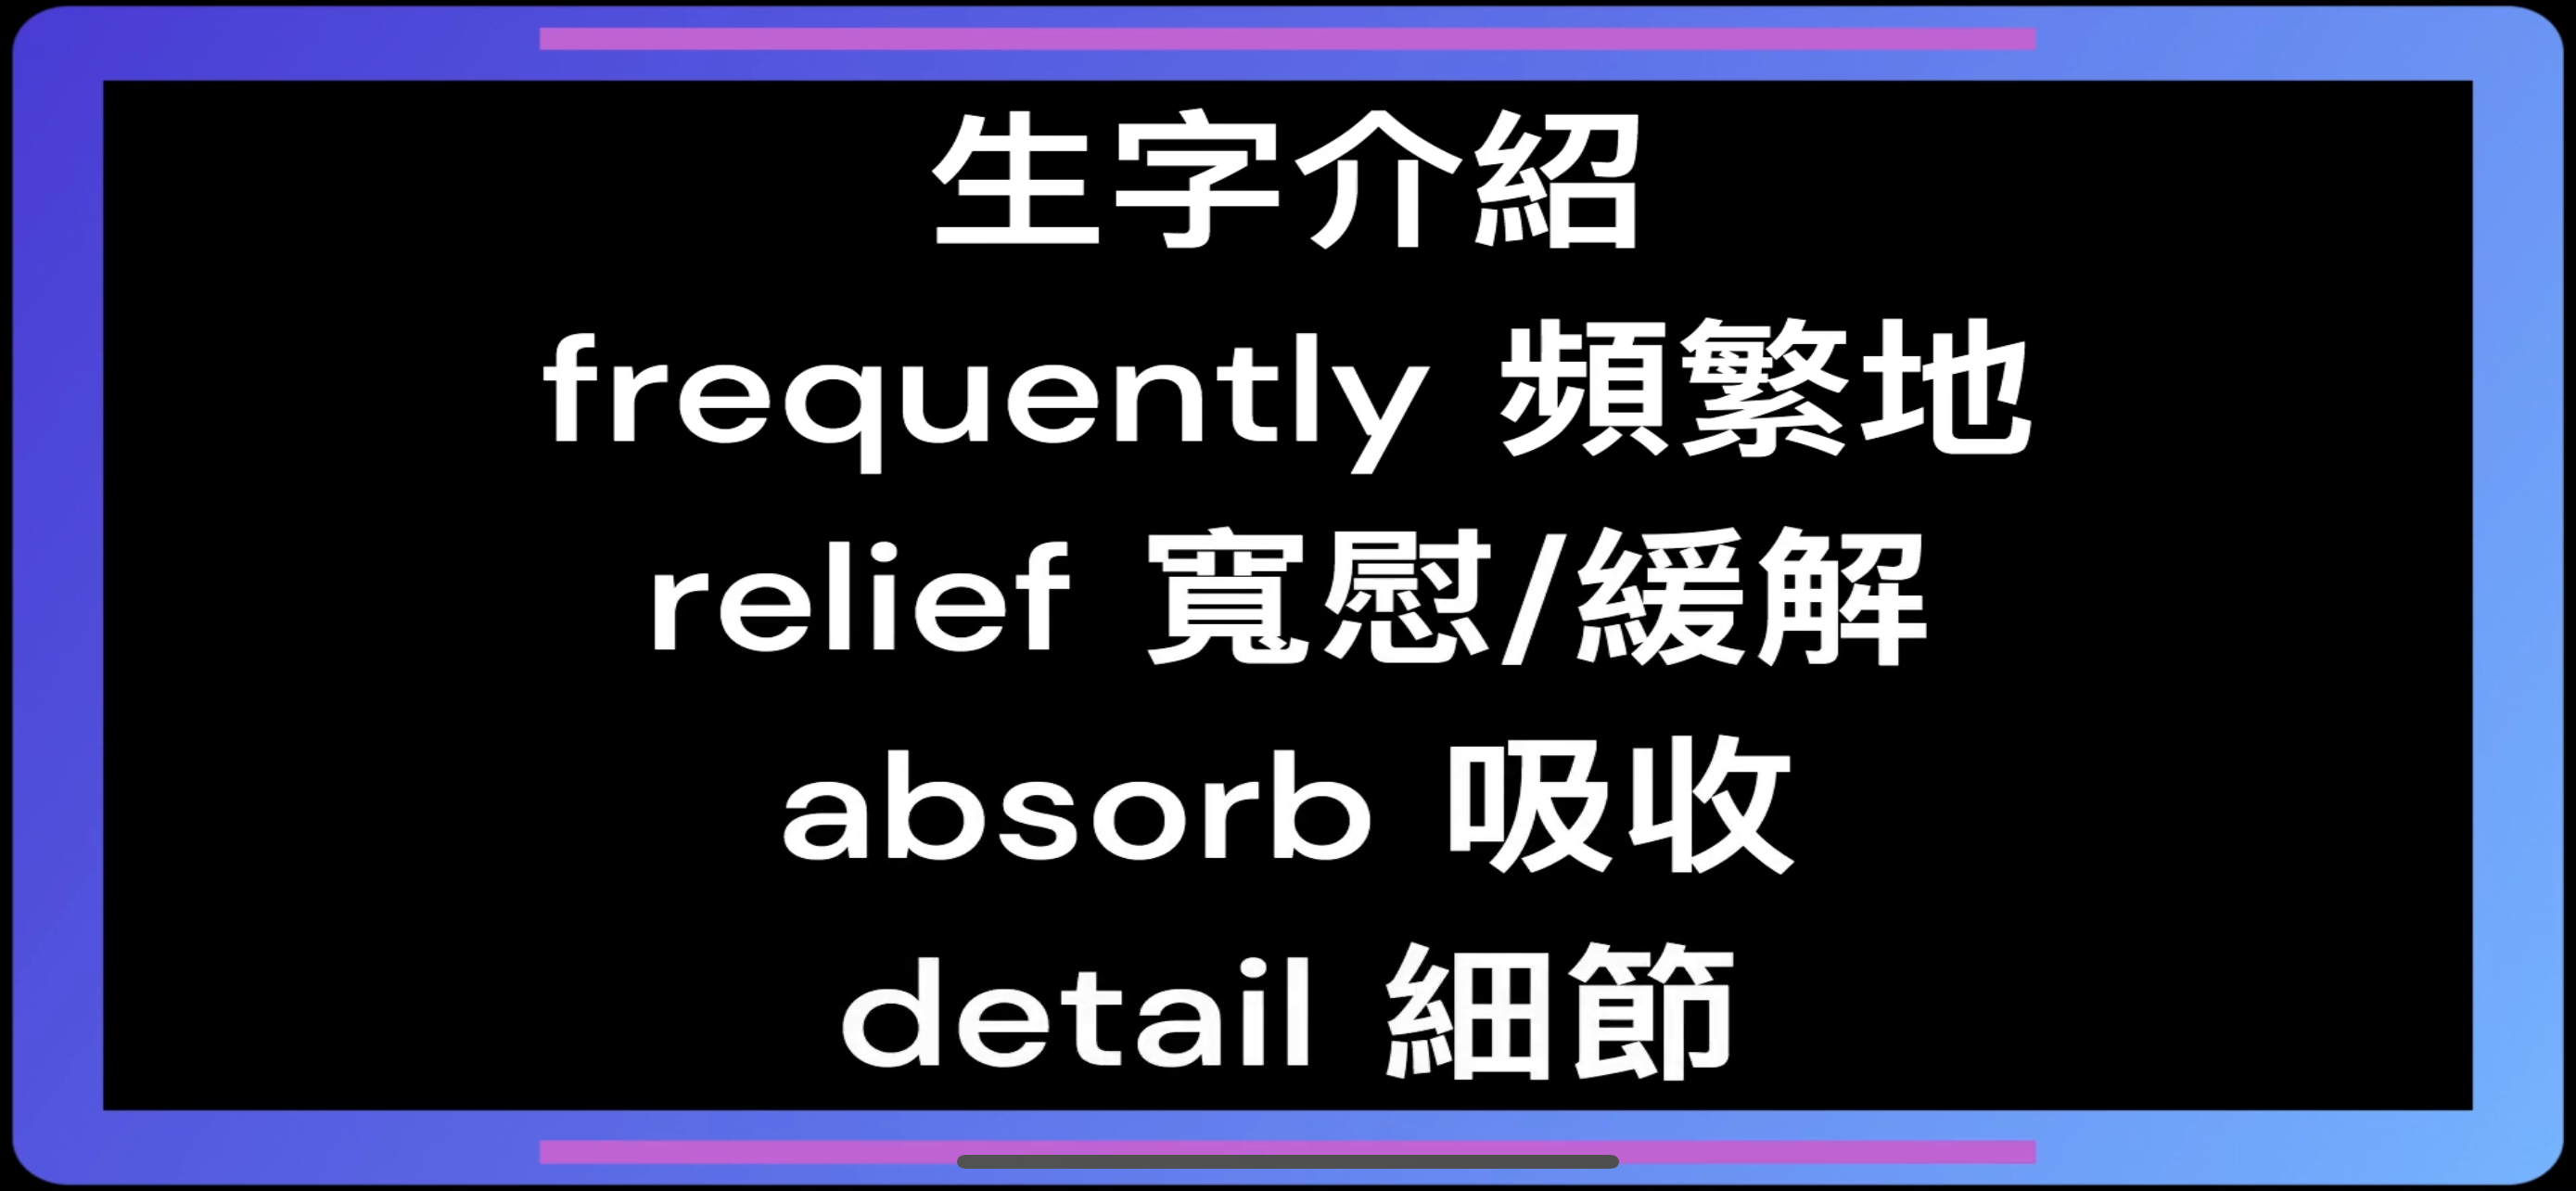 生字介紹
frequently 頻繁地
relief 寬慰/緩解
absorb 吸收
detail 細節